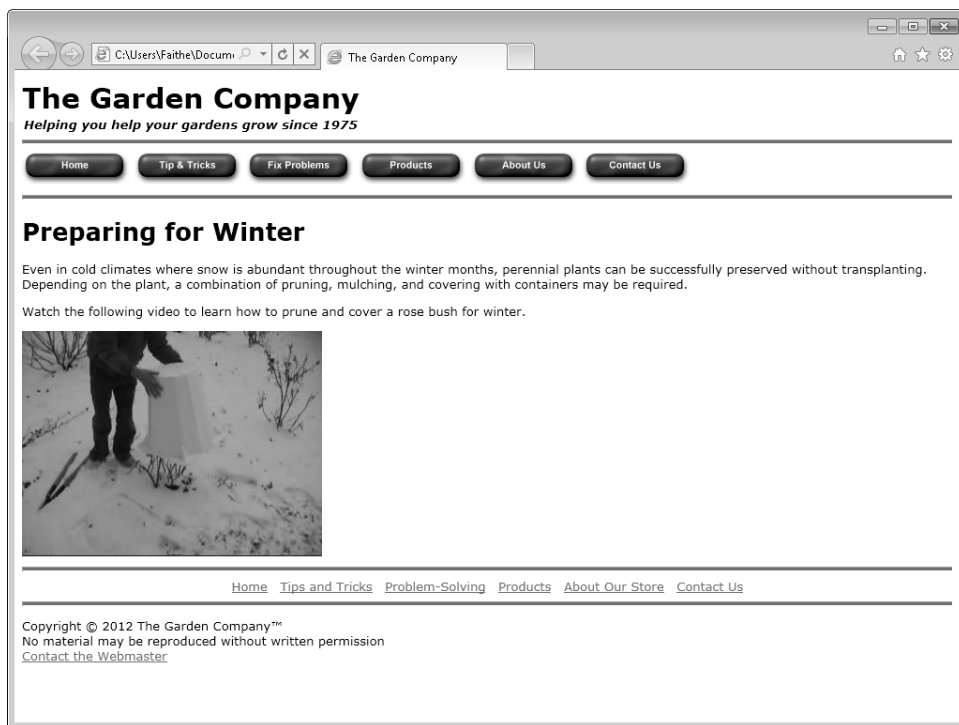 C:\Users\Faithe\Docum
The Garden Company
The Garden Company
Helping you help your gardens grow since 1975
Home Tip & Tricks Fix Problems Products About Us Contact Us
Preparing for Winter
Even in cold climates where snow is abundant throughout the winter months, perennial plants can be successfully preserved without transplanting.
Depending on the plant, a combination of pruning, mulching, and covering with containers may be required.
Watch the following video to learn how to prune and cover a rose bush for winter.
Home Tips and Tricks Problem-Solving Products About Our Store Contact Us
Copyright © 2012 The Garden Company™
No material may be reproduced without written permission
Contact the Webmaster